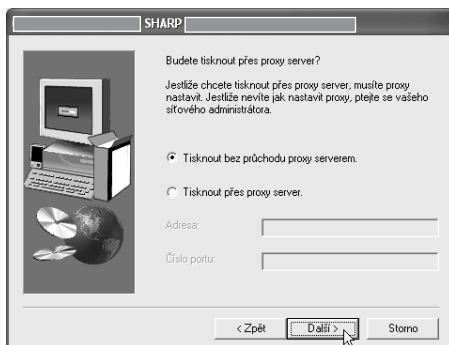 SHARP
Budete tisknout přes proxy server?
Jestliže chcete tisknout přes proxy server, musíte proxy
nastavit. Jestliže nevíte jak nastavit proxy, ptejte se vašeho
síťového administrátora.
Tisknout bez průchodu proxy serverem.
Tisknout přes proxy server.
Adresa:
Číslo portu:
< Zpět
Další >
Storno